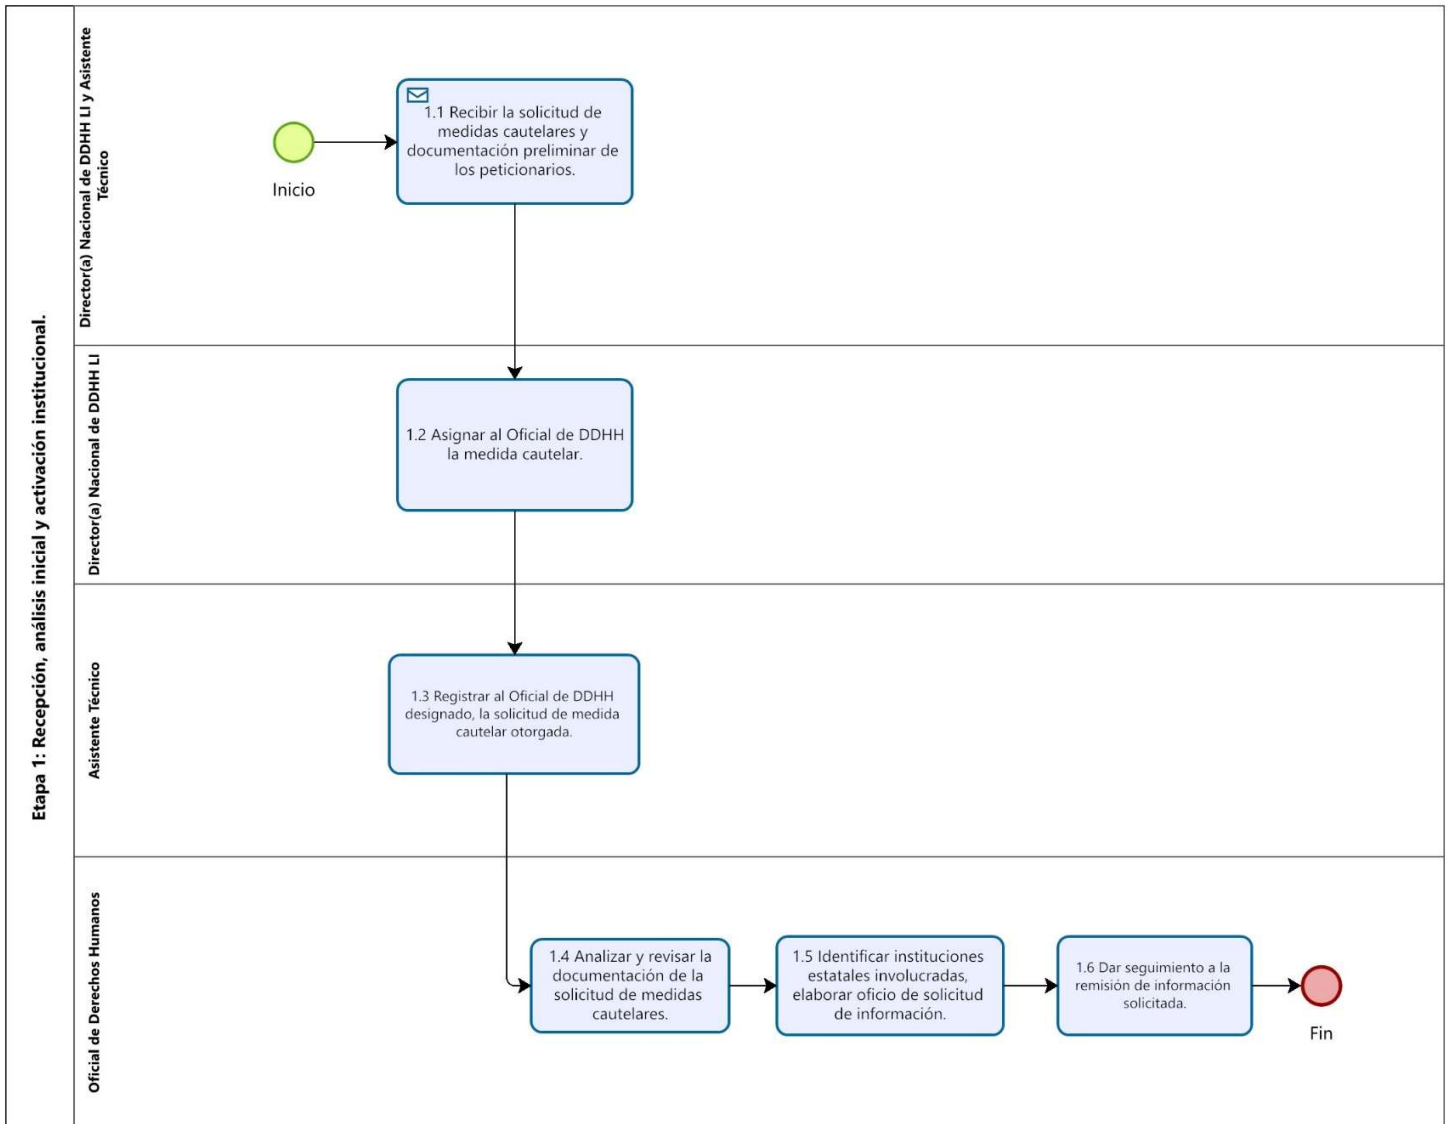 Etapa 1: Recepción, análisis inicial y activación institucional.
Director(a) Nacional de DDHH LI y Asistente
Técnico
Inicio
1.1 Recibir la solicitud de
medidas cautelares y
documentación preliminar de
los peticionarios.
Director(a) Nacional de DDHH LI
1.2 Asignar al Oficial de DDHH
la medida cautelar.
Asistente Técnico
1.3 Registrar al Oficial de DDHH
designado, la solicitud de medida
cautelar otorgada.
Oficial de Derechos Humanos
1.4 Analizar y revisar la
documentación de la
solicitud de medidas
cautelares.
1.5 Identificar instituciones
estatales involucradas,
elaborar oficio de solicitud
de información.
1.6 Dar seguimiento a la
remisión de información
solicitada.
Fin